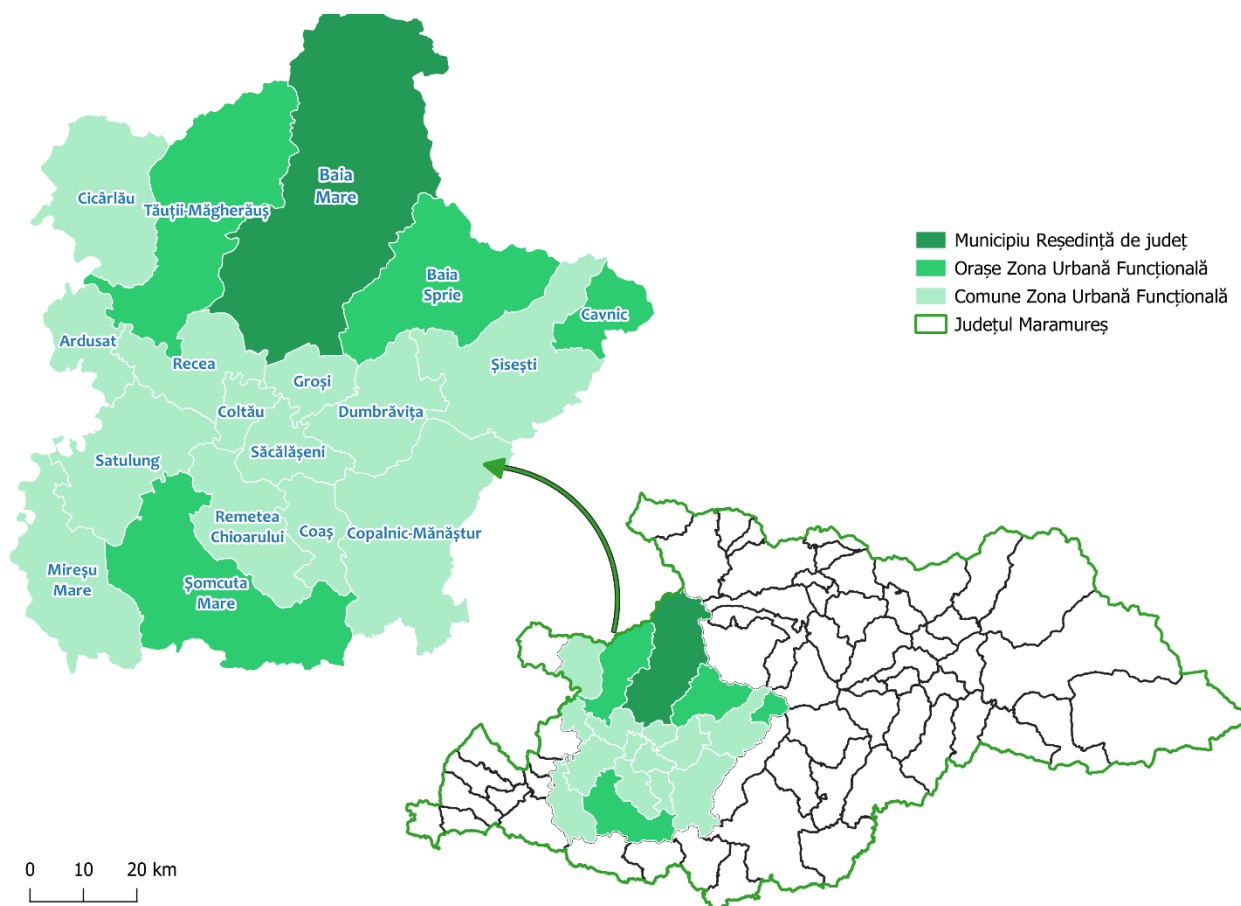 Baia
Mare
Cicârlău
Tăuții-Măgherăuș
Baia
Sprie
Cavnic
Ardusat
Recea
Groși
Șisești
Coltău
Dumbrăvița
Săcălășeni
Satulung
Remetea
Chioarului
Coaș
Copalnic-Mănăștur
Mireșu
Mare
Șomcuta
Mare
Municipiu Reședință de județ
Orașe Zona Urbană Funcțională
Comune Zona Urbană Funcțională
Județul Maramureș
0 10 20 km